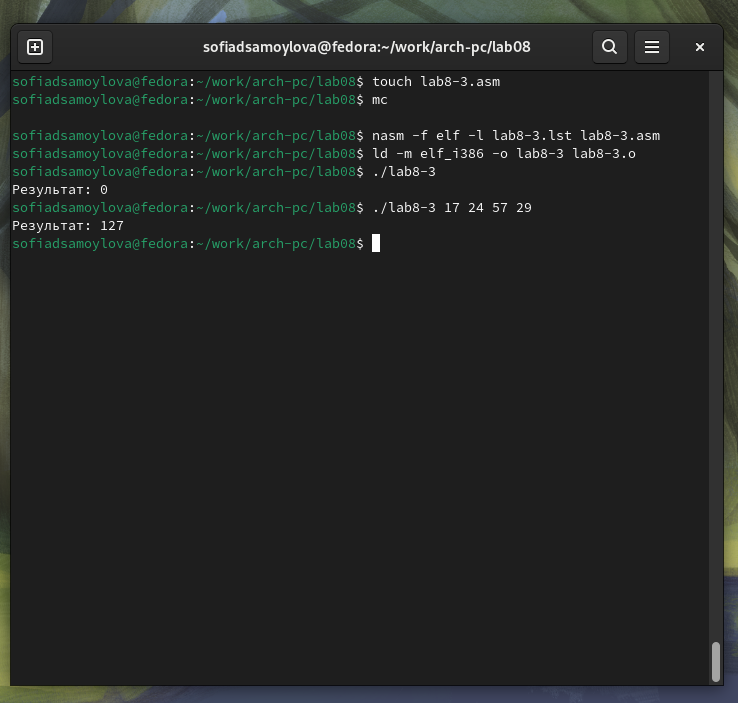 sofiadsamoylova@fedora:~/work/arch-pc/lab08
sofiadsamoylova@fedora:~/work/arch-pc/lab08$ touch lab8-3.asm
sofiadsamoylova@fedora:~/work/arch-pc/lab08$ mc
sofiadsamoylova@fedora:~/work/arch-pc/lab08$ nasm -f elf -l lab8-3.lst lab8-3.asm
sofiadsamoylova@fedora:~/work/arch-pc/lab08$ ld -m elf_i386 -o lab8-3 lab8-3.o
sofiadsamoylova@fedora:~/work/arch-pc/lab08$ ./lab8-3
Результат: 0
sofiadsamoylova@fedora:~/work/arch-pc/lab08$ ./lab8-3 17 24 57 29
Результат: 127
sofiadsamoylova@fedora:~/work/arch-pc/lab08$